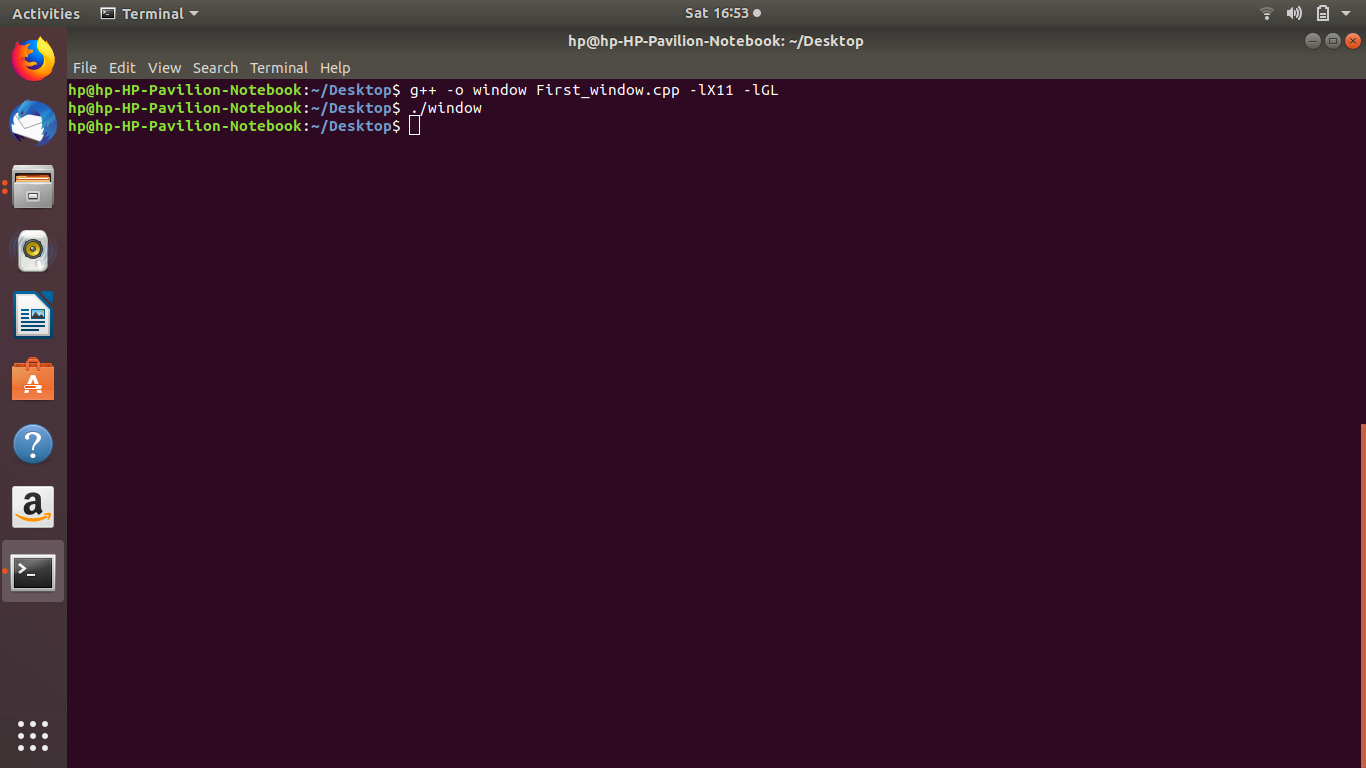 Activities Terminal Sat 16:53
hp@hp-HP-Pavilion-Notebook: ~/Desktop
File Edit View Search Terminal Help
hp@hp-HP-Pavilion-Notebook:~/Desktop$ g++ -o window First_window.cpp -lX11 -lGL
hp@hp-HP-Pavilion-Notebook:~/Desktop$ ./window
hp@hp-HP-Pavilion-Notebook:~/Desktop$